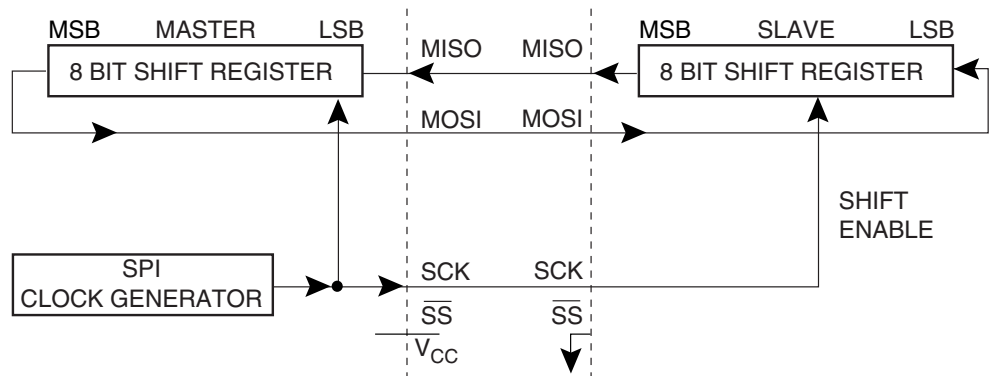 MSB MASTER LSB
8 BIT SHIFT REGISTER
MISO MISO
MSB SLAVE LSB
8 BIT SHIFT REGISTER
MOSI MOSI
SHIFT
ENABLE
SPI
CLOCK GENERATOR
SCK SCK
SS SS
VCC